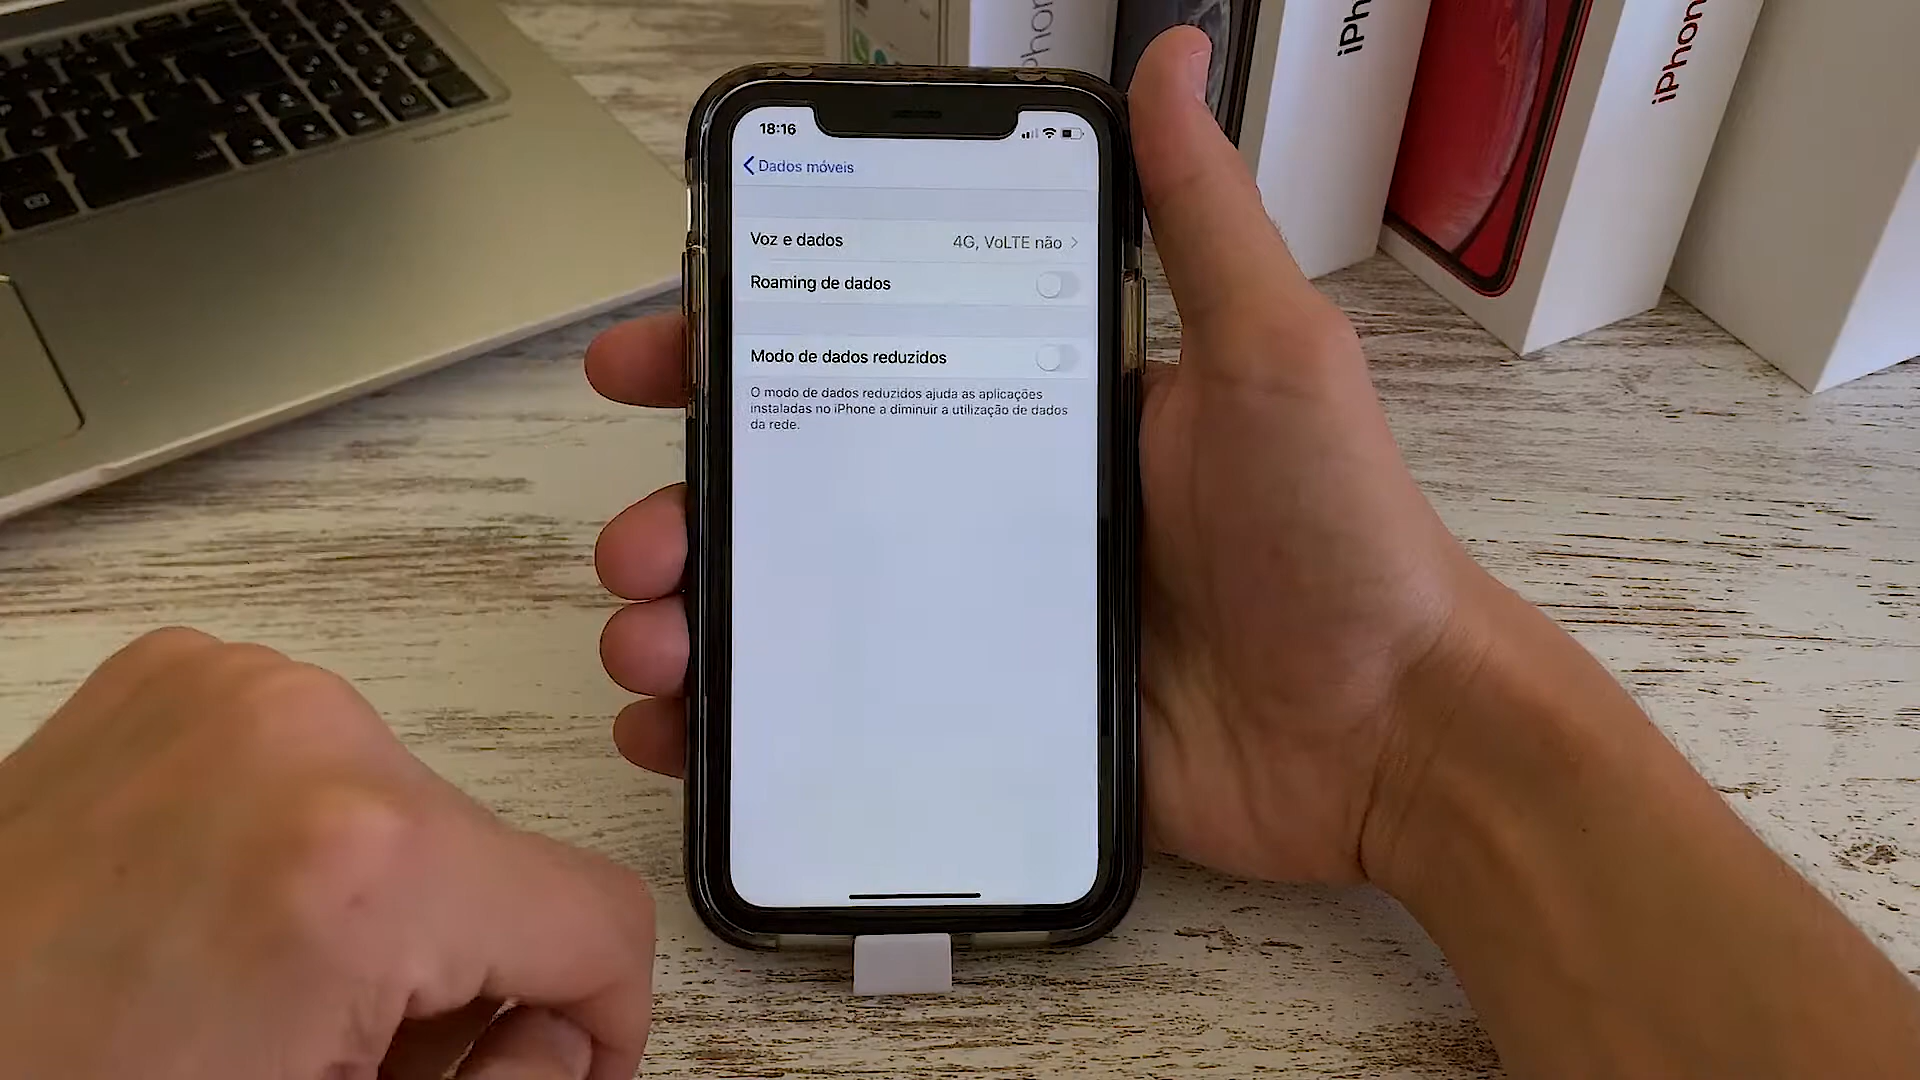 18:16
Dados móveis
Voz e dados 4G, VoLTE não
Roaming de dados
Modo de dados reduzidos
O modo de dados reduzidos ajuda as aplicações
instaladas no iPhone a diminuir a utilização de dados
da rede.
iPh
iPhon